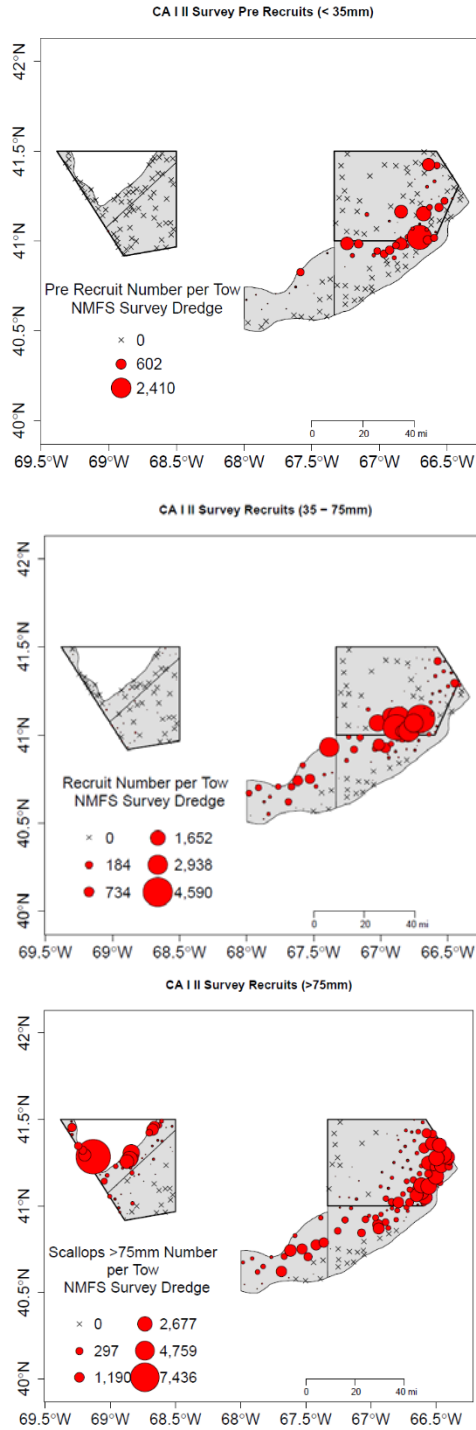 CA I II Survey Pre Recruits (< 35mm)
42°N
41.5°N
41°N
40.5°N
40°N
Pre Recruit Number per Tow
NMFS Survey Dredge
× 0
602
2,410
0 20 40 mi
69.5°W 69°W 68.5°W 68°W 67.5°W 67°W 66.5°W
CA I II Survey Recruits (35 − 75mm)
42°N
41.5°N
41°N
40.5°N
40°N
Recruit Number per Tow
NMFS Survey Dredge
× 0 1,652
184 2,938
734 4,590
0 20 40 mi
69.5°W 69°W 68.5°W 68°W 67.5°W 67°W 66.5°W
CA I II Survey Recruits (>75mm)
42°N
41.5°N
41°N
40.5°N
40°N
Scallops >75mm Number
per Tow
NMFS Survey Dredge
× 0 2,677
297 4,759
1,190 7,436
0 20 40 mi
69.5°W 69°W 68.5°W 68°W 67.5°W 67°W 66.5°W